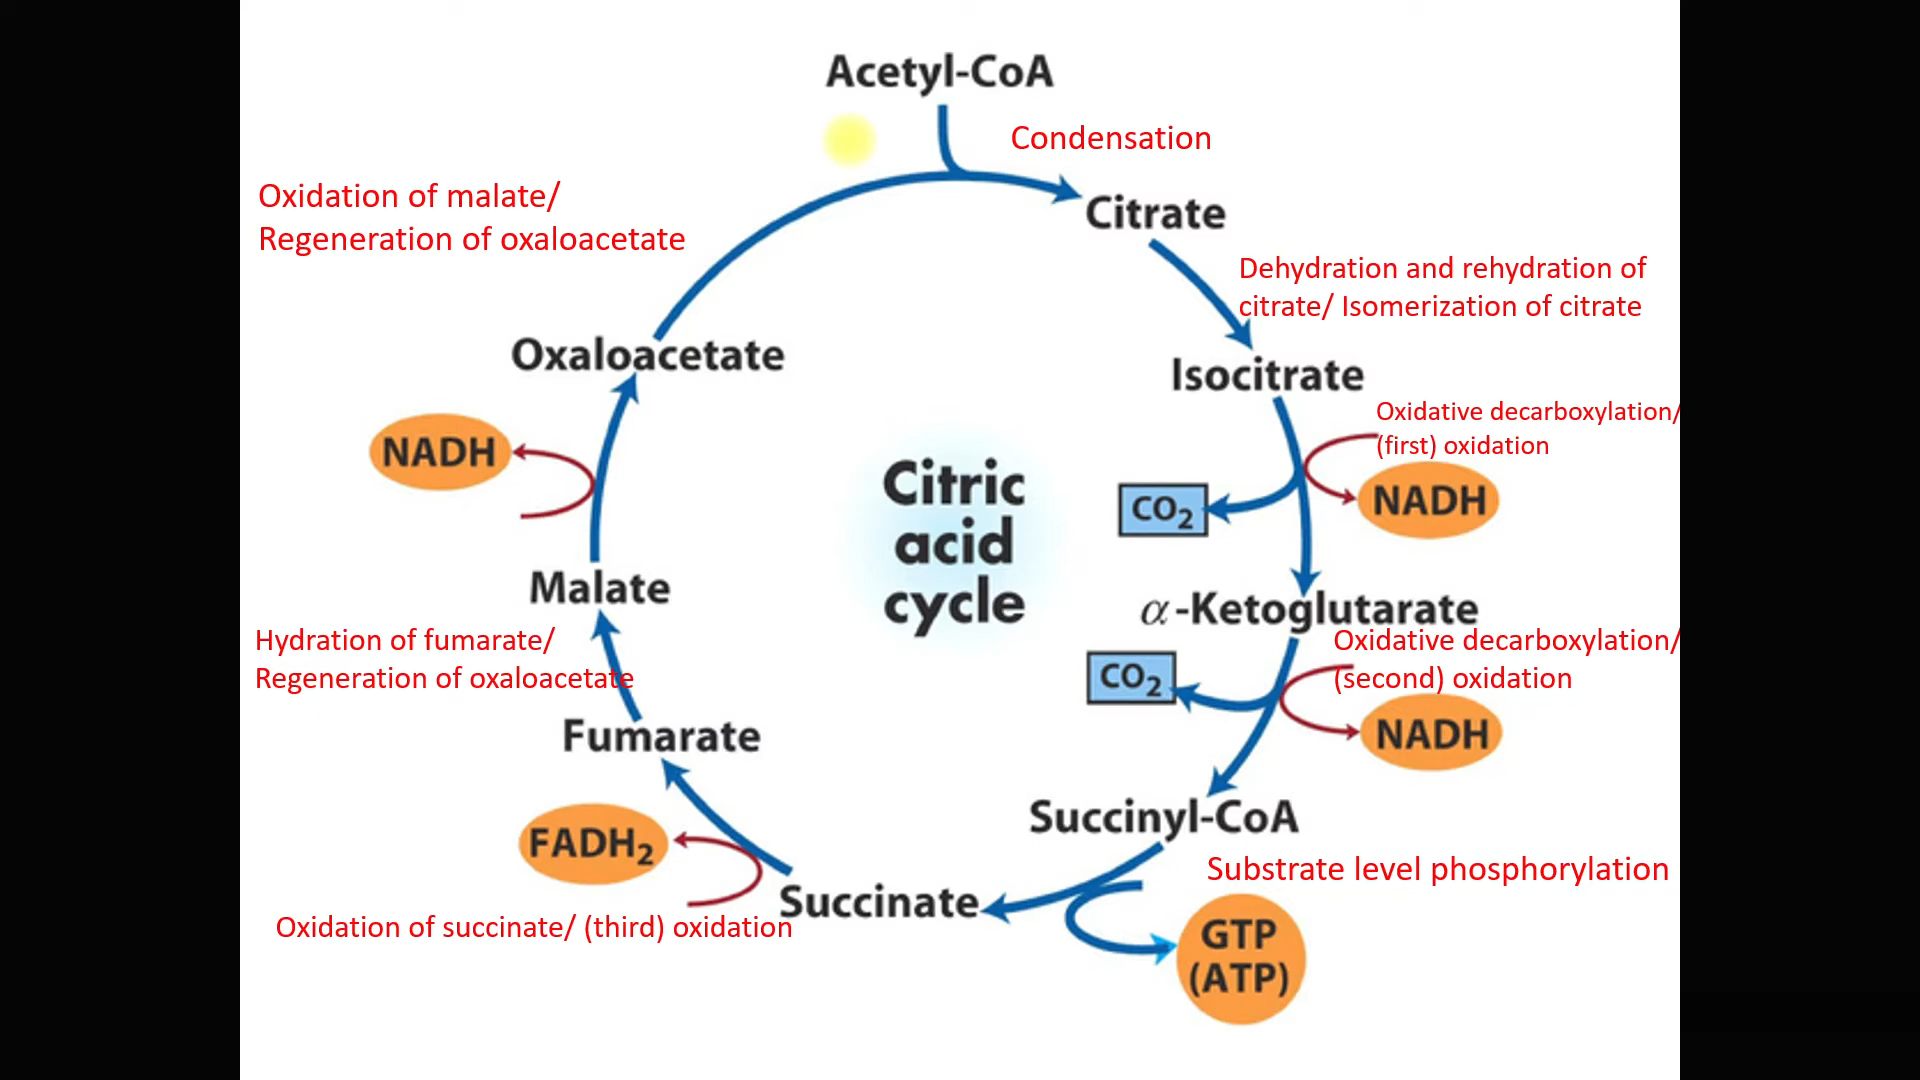 Acetyl-CoA
Condensation
Oxidation of malate/
Regeneration of oxaloacetate
Citrate
Dehydration and rehydration of
citrate/ Isomerization of citrate
Oxaloacetate
Isocitrate
Oxidative decarboxylation/
(first) oxidation
NADH
NADH
CO₂
Citric
acid
cycle
Malate
α-Ketoglutarate
Hydration of fumarate/
Regeneration of oxaloacetate
Oxidative decarboxylation/
(second) oxidation
CO₂
NADH
Fumarate
Succinyl-CoA
FADH₂
Substrate level phosphorylation
Succinate
Oxidation of succinate/ (third) oxidation
GTP
(ATP)